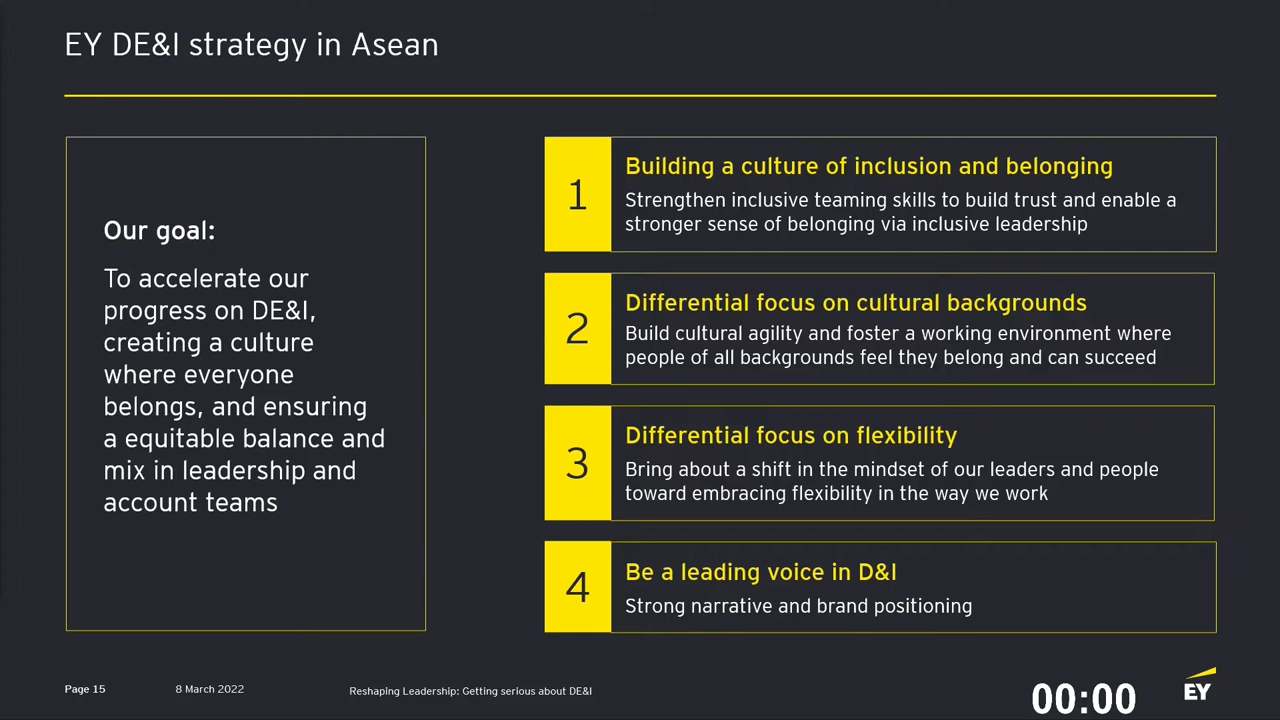 EY DE&I strategy in Asean
Our goal:
To accelerate our
progress on DE&I,
creating a culture
where everyone
belongs, and ensuring
a equitable balance and
mix in leadership and
account teams
1
Building a culture of inclusion and belonging
Strengthen inclusive teaming skills to build trust and enable a
stronger sense of belonging via inclusive leadership
2
Differential focus on cultural backgrounds
Build cultural agility and foster a working environment where
people of all backgrounds feel they belong and can succeed
3
Differential focus on flexibility
Bring about a shift in the mindset of our leaders and people
toward embracing flexibility in the way we work
4
Be a leading voice in D&I
Strong narrative and brand positioning
Page 15
8 March 2022
Reshaping Leadership: Getting serious about DE&I
00:00
EY